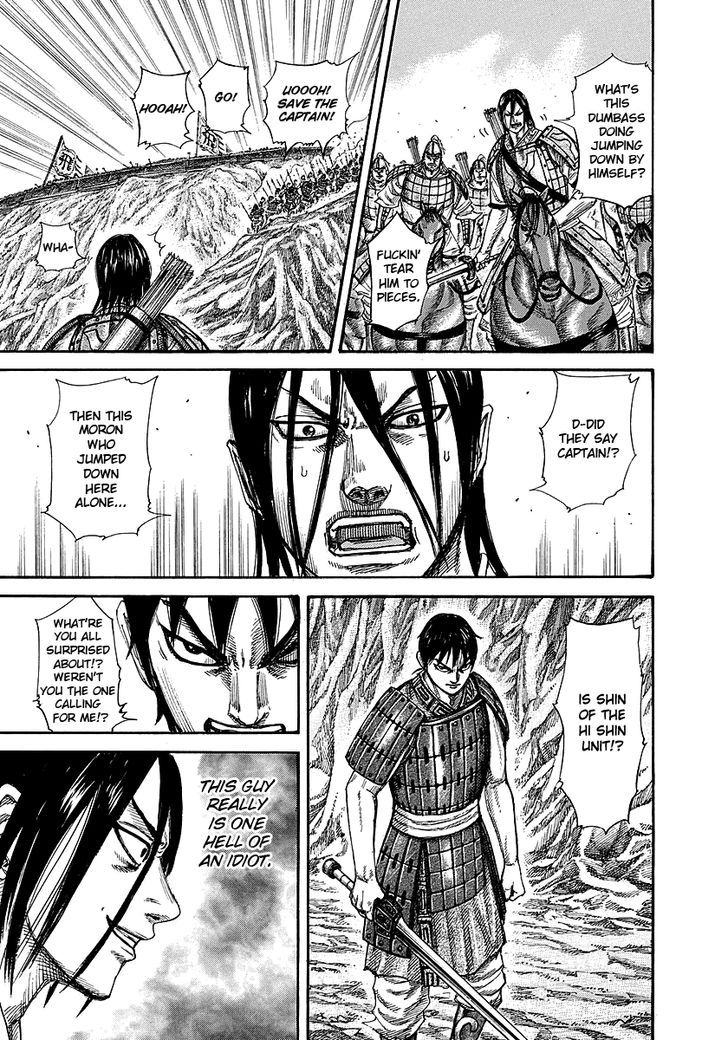 WHAT'S
THIS
DUMBASS
DOING
JUMPING
DOWN BY
HIMSELF?
FUCKIN'
TEAR
HIM TO
PIECES.
UOOOH!
SAVE THE
CAPTAIN!
GO!
HOOAH!
飛
WHA-
D-DID
THEY SAY
CAPTAIN!?
THEN THIS
MORON
WHO
JUMPED
DOWN
HERE
ALONE...
IS SHIN
OF THE
HI SHIN
UNIT!?
WHAT'RE
YOU ALL
SURPRISED
ABOUT!?
WEREN'T
YOU THE ONE
CALLING
FOR ME!?
THIS GUY
REALLY
IS ONE
HELL OF
AN IDIOT.